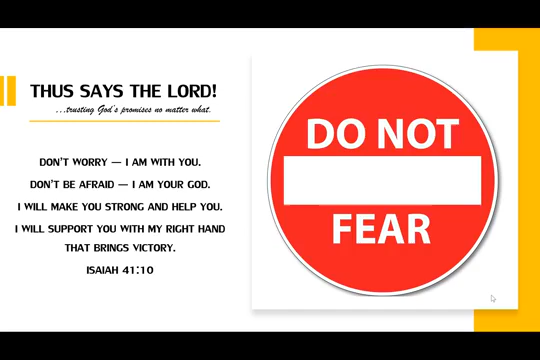 THUS SAYS THE LORD!
...trusting God's promises no matter what.
DON'T WORRY — I AM WITH YOU.
DON'T BE AFRAID — I AM YOUR GOD.
I WILL MAKE YOU STRONG AND HELP YOU.
I WILL SUPPORT YOU WITH MY RIGHT HAND
THAT BRINGS VICTORY.
ISAIAH 41:10
DO NOT
FEAR